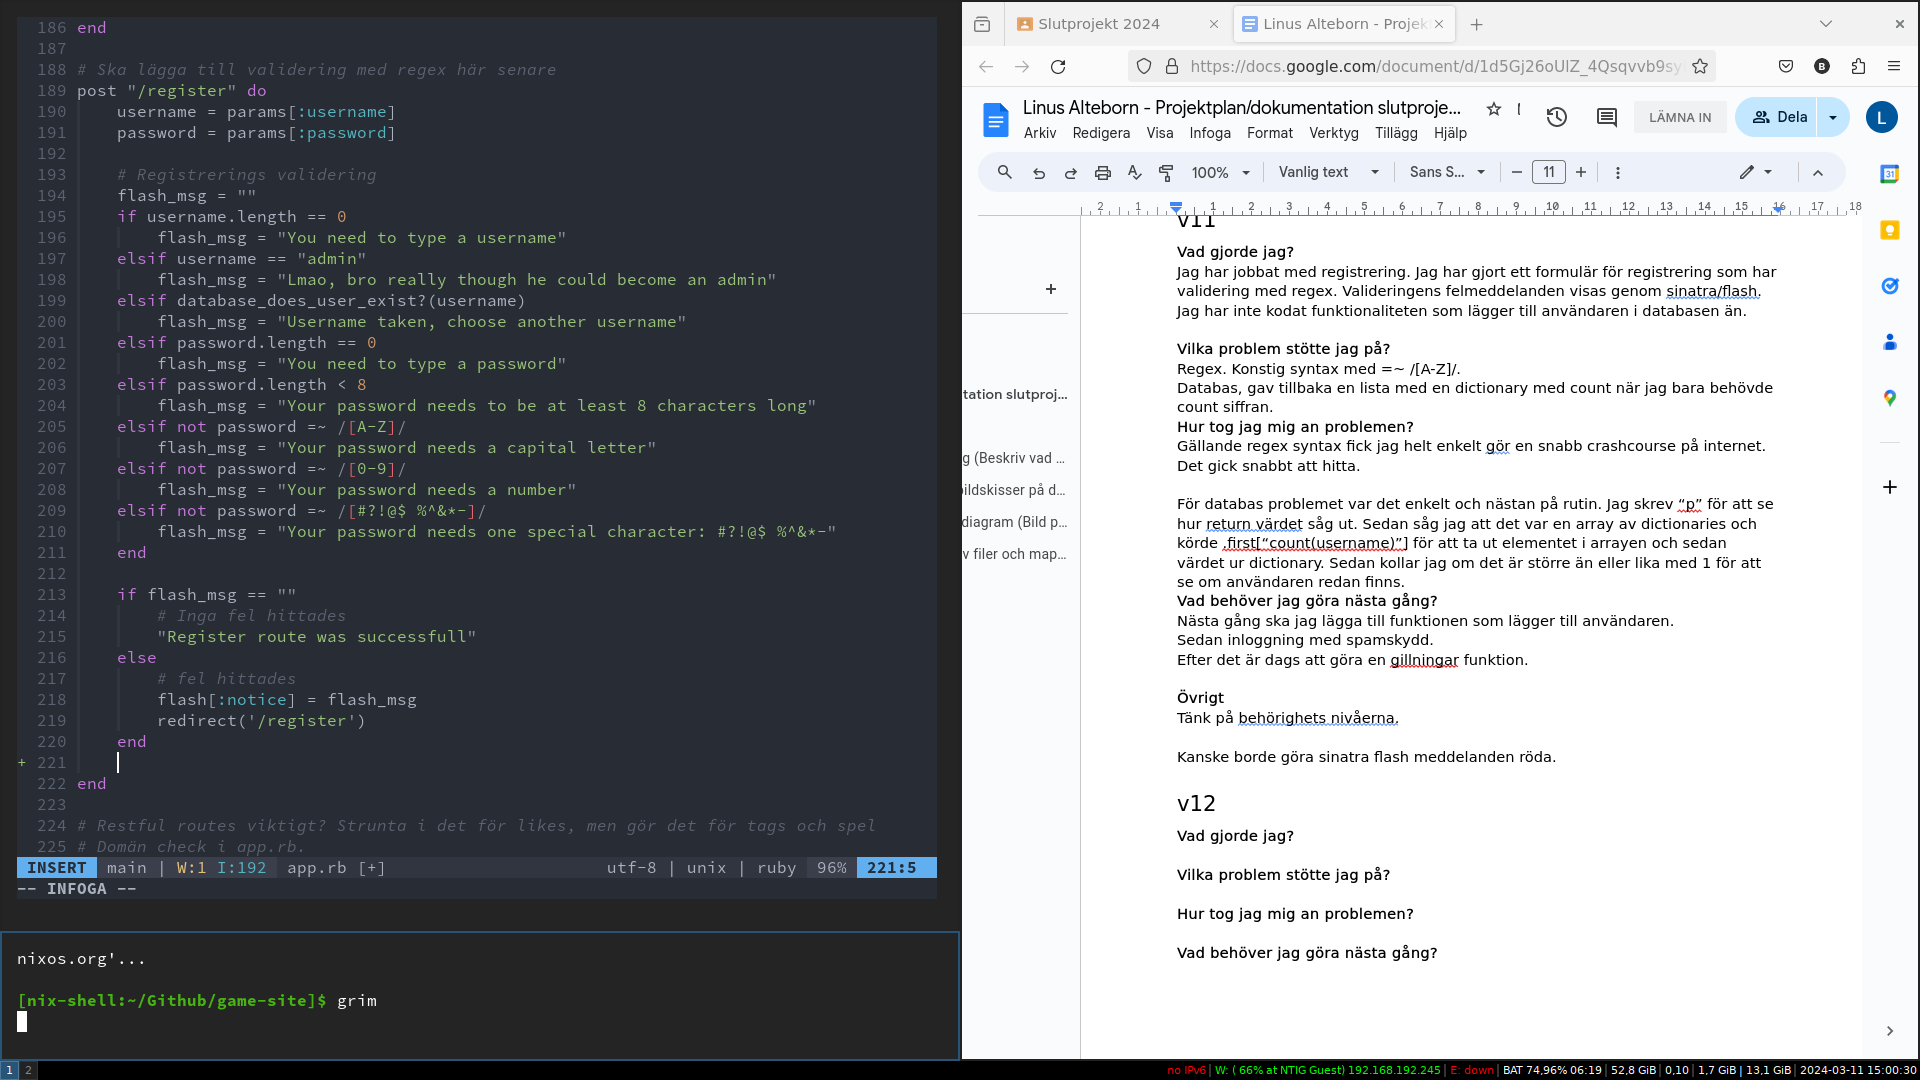 186 end
187
188 # Ska lägga till validering med regex här senare
189 post "/register" do
190 username = params[:username]
191 password = params[:password]
192
193 # Registrerings validering
194 flash_msg = ""
195 if username.length == 0
196 flash_msg = "You need to type a username"
197 elsif username == "admin"
198 flash_msg = "Lmao, bro really though he could become an admin"
199 elsif database_does_user_exist?(username)
200 flash_msg = "Username taken, choose another username"
201 elsif password.length == 0
202 flash_msg = "You need to type a password"
203 elsif password.length < 8
204 flash_msg = "Your password needs to be at least 8 characters long"
205 elsif not password =~ /[A-Z]/
206 flash_msg = "Your password needs a capital letter"
207 elsif not password =~ /[0-9]/
208 flash_msg = "Your password needs a number"
209 elsif not password =~ /[#?!@$ %^&*-]/
210 flash_msg = "Your password needs one special character: #?!@$ %^&*-"
211 end
212
213 if flash_msg == ""
214 # Inga fel hittades
215 "Register route was successfull"
216 else
217 # fel hittades
218 flash[:notice] = flash_msg
219 redirect('/register')
220 end
+ 221
222 end
223
224 # Restful routes viktigt? Strunta i det för likes, men gör det för tags och spel
225 # Domän check i app.rb.
INSERT main | W:1 I:192 app.rb [+] utf-8 | unix | ruby 96% 221:5
-- INFOGA --
nixos.org'...
[nix-shell:~/Github/game-site]$ grim
Slutprojekt 2024
Linus Alteborn - Projek
https://docs.google.com/document/d/1d5Gj26oUlZ_4Qsqvvb9sy
Linus Alteborn - Projektplan/dokumentation slutproje...
Arkiv Redigera Visa Infoga Format Verktyg Tillägg Hjälp
LÄMNA IN
Dela
L
100% Vanlig text Sans S... 11
2 1 1 2 3 4 5 6 7 8 9 10 11 12 13 14 15 16 17 18
31
tation slutproj...
g (Beskriv vad ...
bildskisser på d...
diagram (Bild p...
v filer och map...
v11
Vad gjorde jag?
Jag har jobbat med registrering. Jag har gjort ett formulär för registrering som har
validering med regex. Valideringens felmeddelanden visas genom sinatra/flash.
Jag har inte kodat funktionaliteten som lägger till användaren i databasen än.
Vilka problem stötte jag på?
Regex. Konstig syntax med =~ /[A-Z]/.
Databas, gav tillbaka en lista med en dictionary med count när jag bara behövde
count siffran.
Hur tog jag mig an problemen?
Gällande regex syntax fick jag helt enkelt gör en snabb crashcourse på internet.
Det gick snabbt att hitta.
För databas problemet var det enkelt och nästan på rutin. Jag skrev “p” för att se
hur return värdet såg ut. Sedan såg jag att det var en array av dictionaries och
körde .first[“count(username)”] för att ta ut elementet i arrayen och sedan
värdet ur dictionary. Sedan kollar jag om det är större än eller lika med 1 för att
se om användaren redan finns.
Vad behöver jag göra nästa gång?
Nästa gång ska jag lägga till funktionen som lägger till användaren.
Sedan inloggning med spamskydd.
Efter det är dags att göra en gillningar funktion.
Övrigt
Tänk på behörighets nivåerna.
Kanske borde göra sinatra flash meddelanden röda.
v12
Vad gjorde jag?
Vilka problem stötte jag på?
Hur tog jag mig an problemen?
Vad behöver jag göra nästa gång?
1 2
no IPv6 | W: ( 66% at NTIG Guest) 192.168.192.245 | E: down | BAT 74,96% 06:19 | 52,8 GiB | 0,10 | 1,7 GiB | 13,1 GiB | 2024-03-11 15:00:30